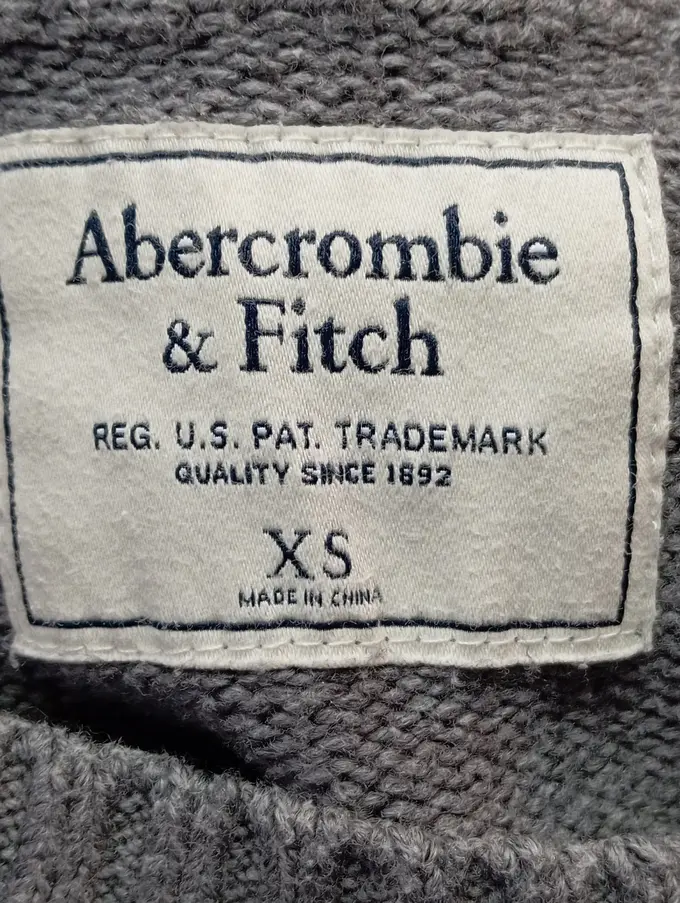 Abercrombie
& Fitch
REG. U.S. PAT. TRADEMARK
QUALITY SINCE 1892
XS
MADE IN CHINA